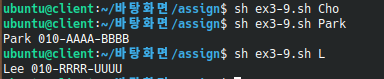 ubuntu@client:~/바탕화면/assign$ sh ex3-9.sh Cho
ubuntu@client:~/바탕화면/assign$ sh ex3-9.sh Park
Park 010-AAAA-BBBB
ubuntu@client:~/바탕화면/assign$ sh ex3-9.sh L
Lee 010-RRRR-UUUU